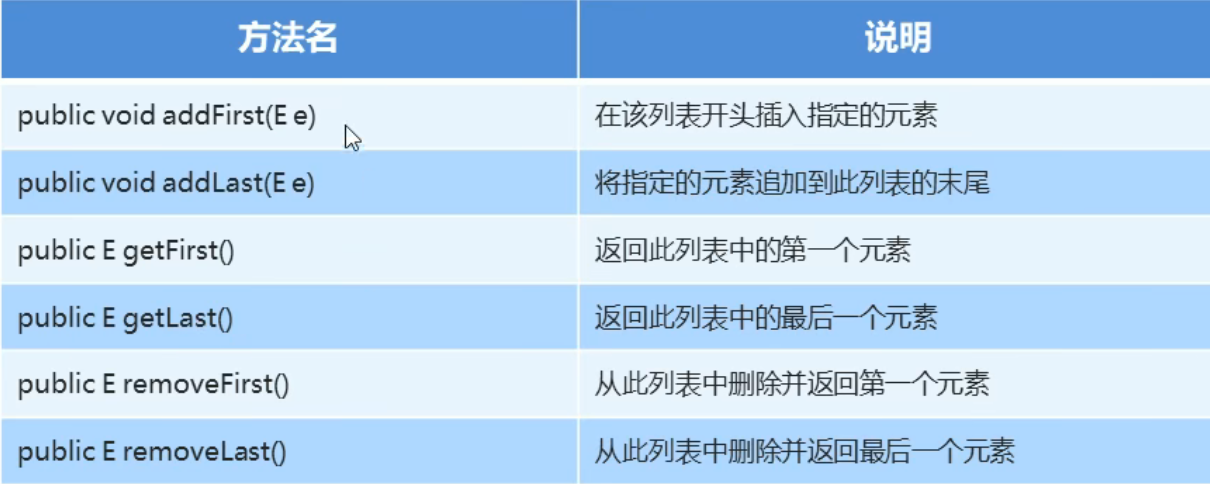 方法名 说明
public void addFirst(E e) 在该列表开头插入指定的元素
public void addLast(E e) 将指定的元素追加到此列表的末尾
public E getFirst() 返回此列表中的第一个元素
public E getLast() 返回此列表中的最后一个元素
public E removeFirst() 从此列表中删除并返回第一个元素
public E removeLast() 从此列表中删除并返回最后一个元素